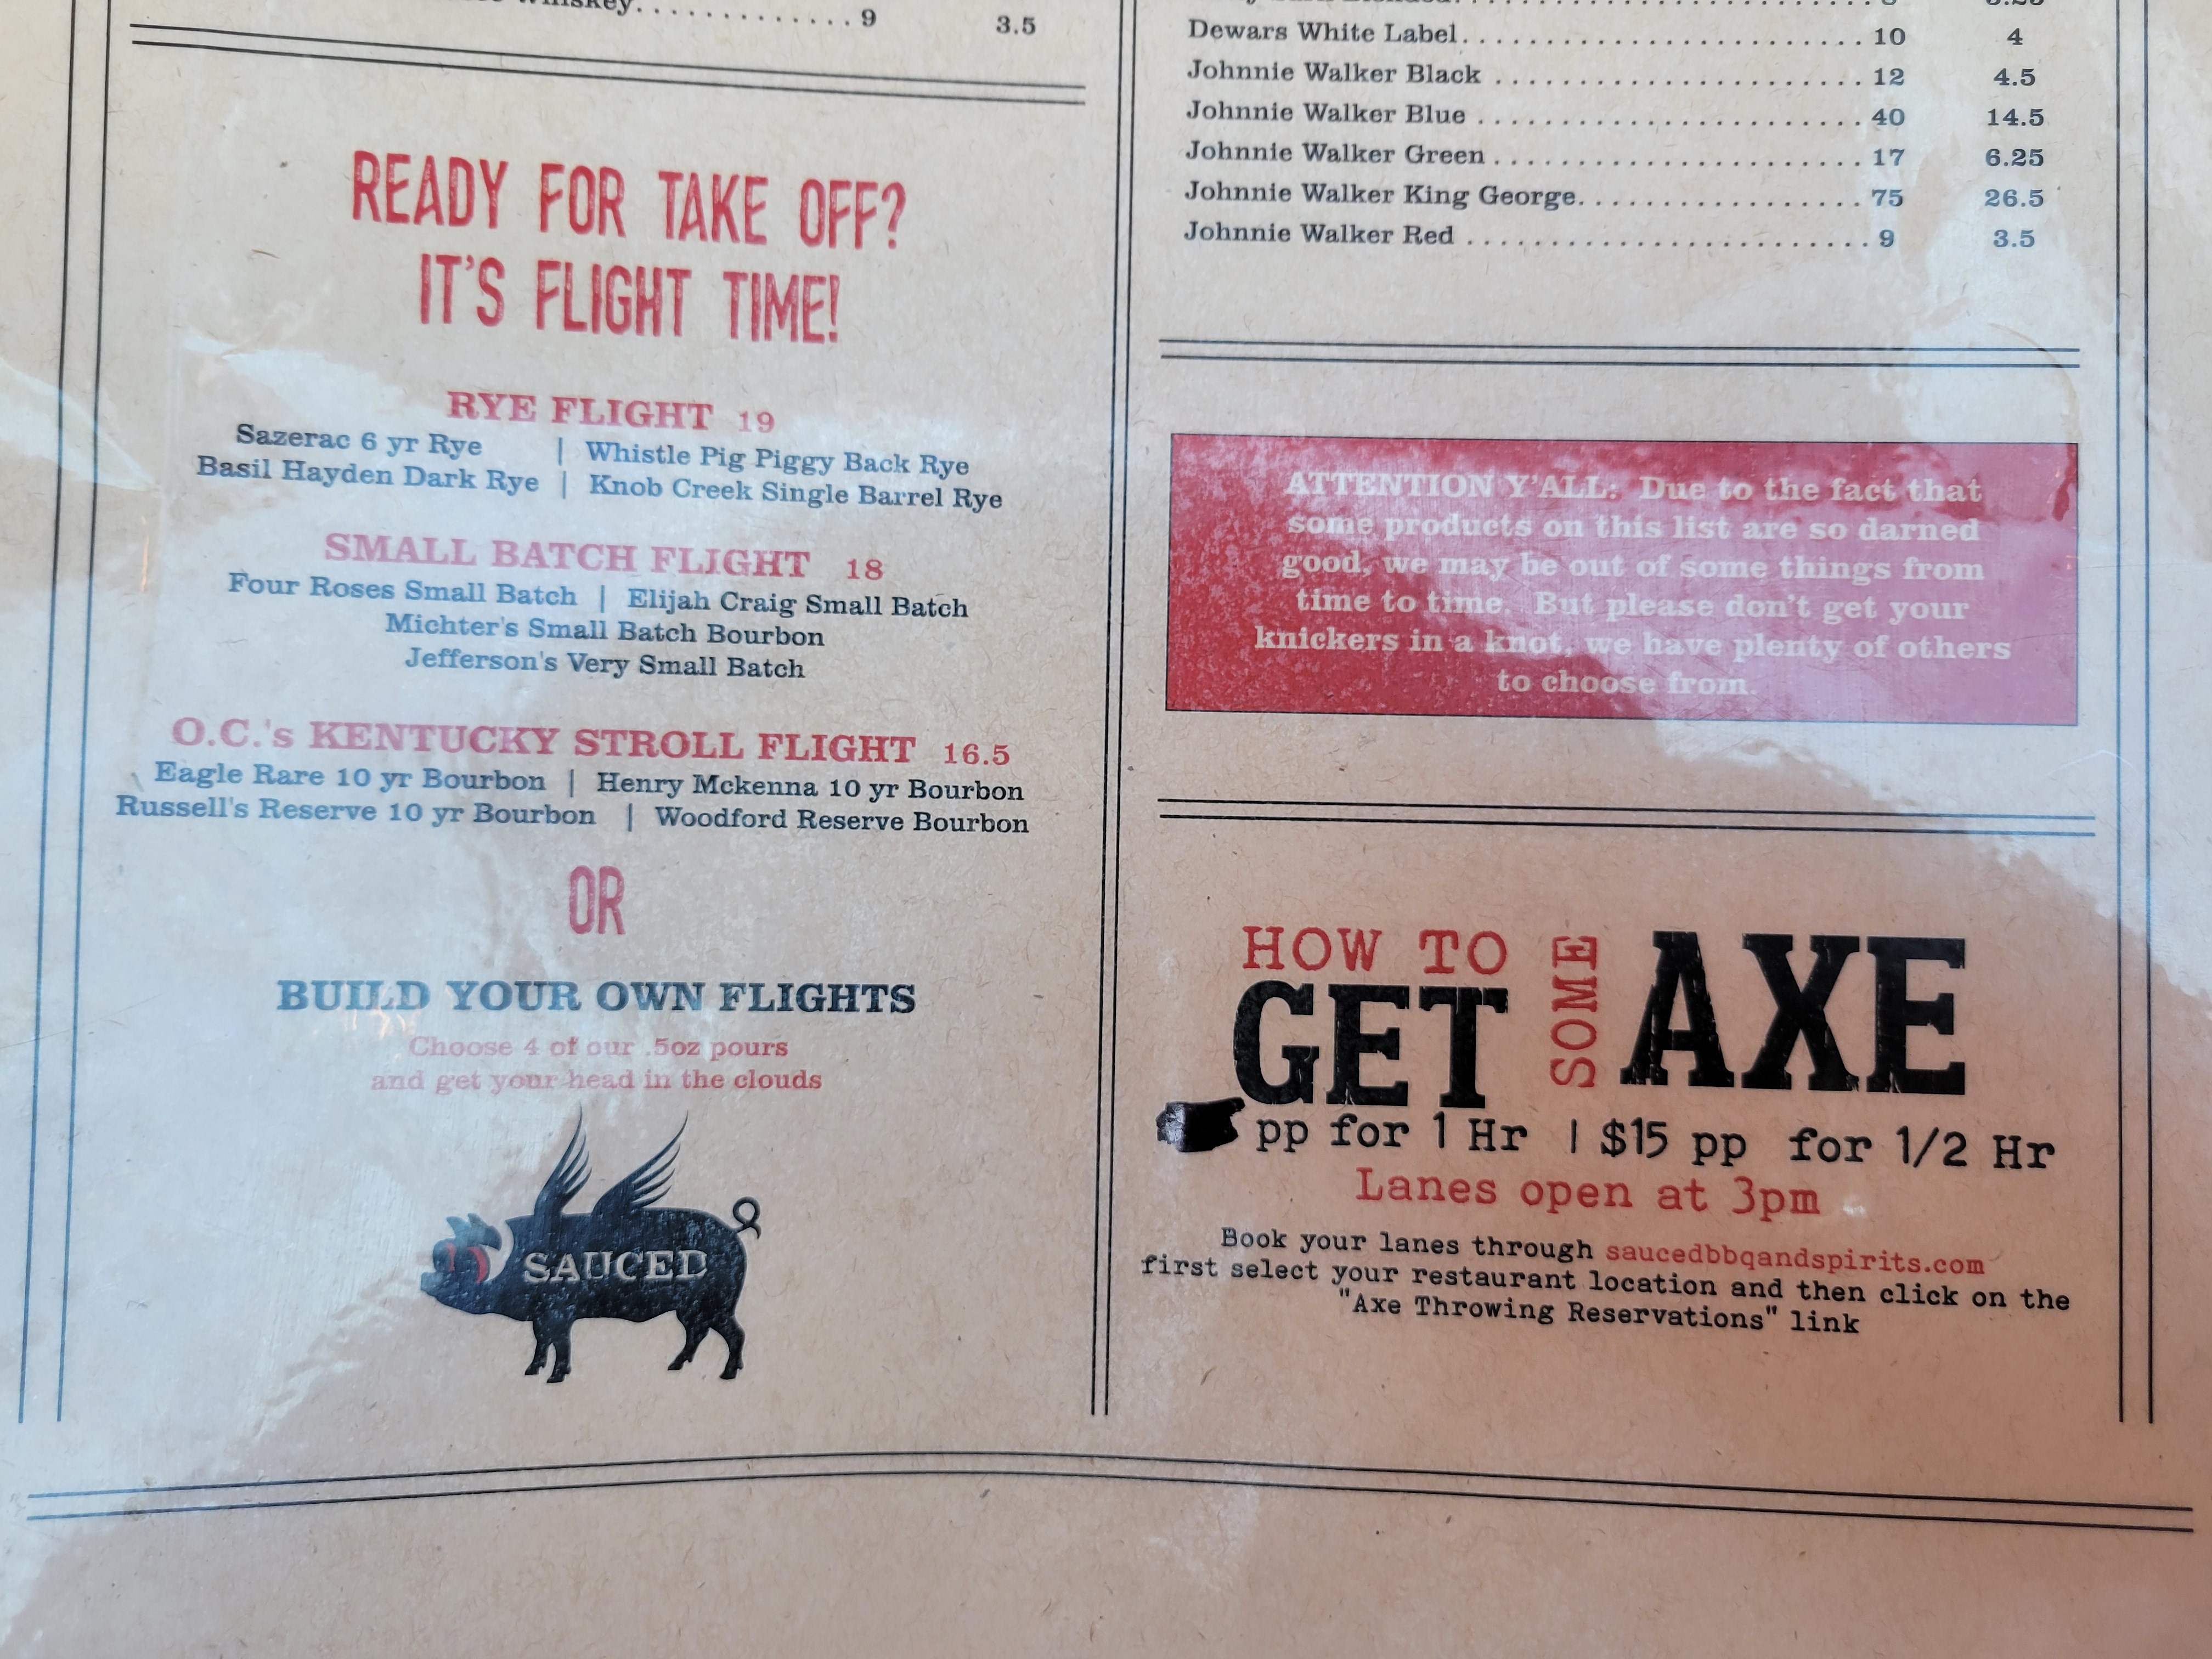 Whiskey. . . . . . . . . . . . . . 9 3.5
READY FOR TAKE OFF?
IT'S FLIGHT TIME!
RYE FLIGHT 19
Sazerac 6 yr Rye | Whistle Pig Piggy Back Rye
Basil Hayden Dark Rye | Knob Creek Single Barrel Rye
SMALL BATCH FLIGHT 18
Four Roses Small Batch | Elijah Craig Small Batch
Michter's Small Batch Bourbon
Jefferson's Very Small Batch
O.C.'s KENTUCKY STROLL FLIGHT 16.5
Eagle Rare 10 yr Bourbon | Henry Mckenna 10 yr Bourbon
Russell's Reserve 10 yr Bourbon | Woodford Reserve Bourbon
OR
BUILD YOUR OWN FLIGHTS
Choose 4 of our .5oz pours
and get your head in the clouds
SAUCED
Dewars White Label. . . . . . . . . . . . . . . . . . . . . . . . . . 10 4
Johnnie Walker Black . . . . . . . . . . . . . . . . . . . . . . . . 12 4.5
Johnnie Walker Blue . . . . . . . . . . . . . . . . . . . . . . . . . 40 14.5
Johnnie Walker Green . . . . . . . . . . . . . . . . . . . . . . . . 17 6.25
Johnnie Walker King George. . . . . . . . . . . . . . . . . . 75 26.5
Johnnie Walker Red . . . . . . . . . . . . . . . . . . . . . . . . . . 9 3.5
ATTENTION Y'ALL: Due to the fact that
some products on this list are so darned
good, we may be out of some things from
time to time. But please don't get your
knickers in a knot, we have plenty of others
to choose from.
HOW TO
GET SOME AXE
pp for 1 Hr | $15 pp for 1/2 Hr
Lanes open at 3pm
Book your lanes through saucedbbqandspirits.com
first select your restaurant location and then click on the
"Axe Throwing Reservations" link